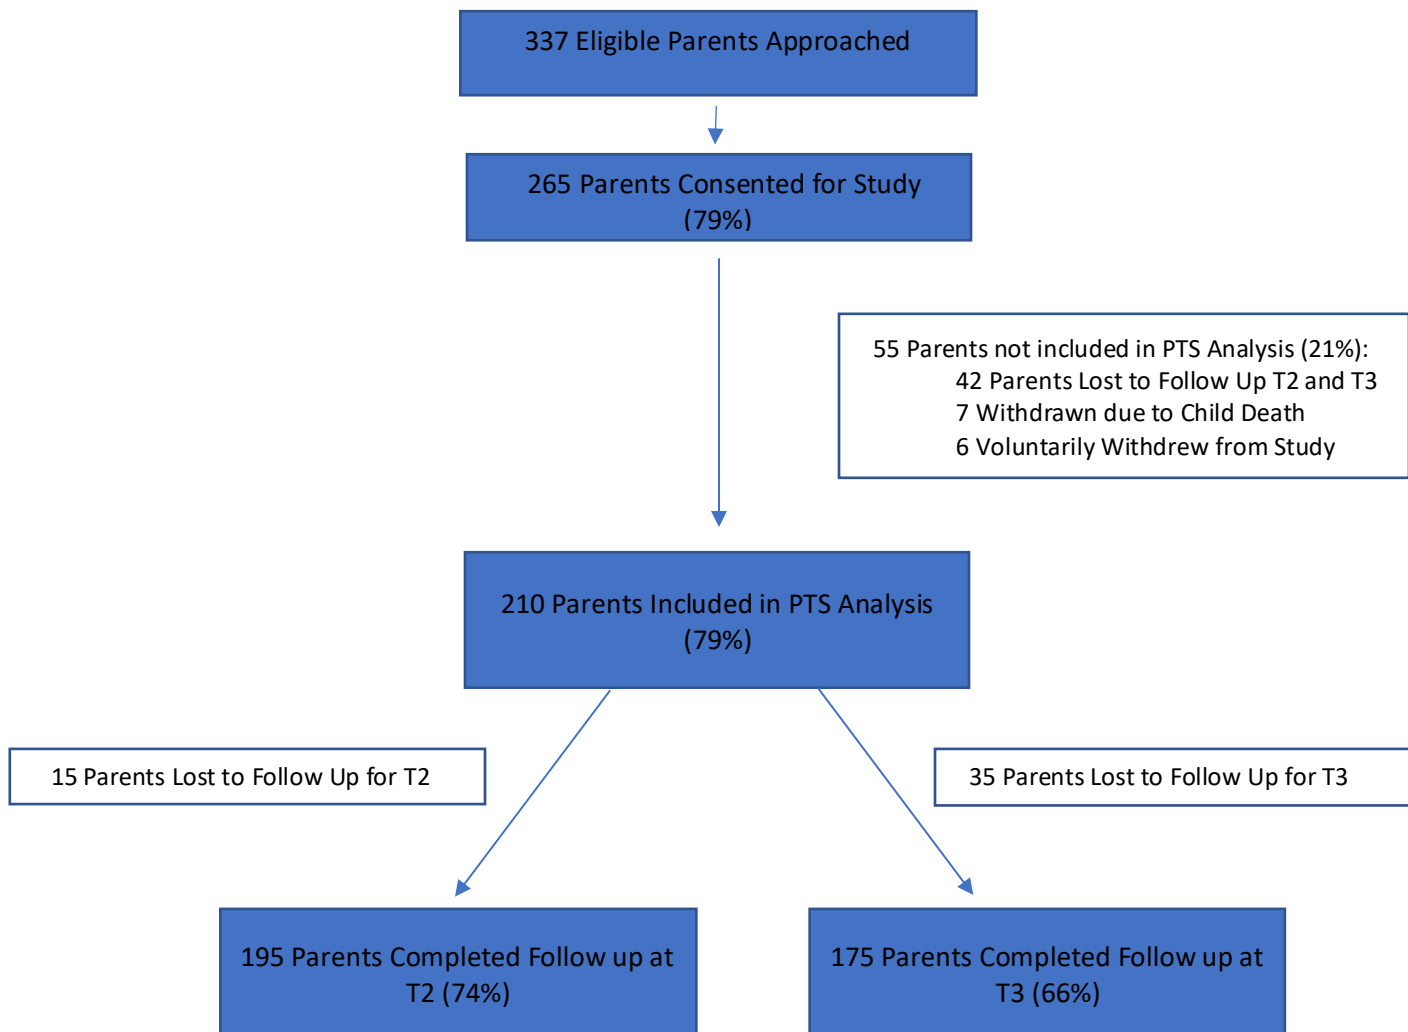 337 Eligible Parents Approached
265 Parents Consented for Study
(79%)
55 Parents not included in PTS Analysis (21%):
42 Parents Lost to Follow Up T2 and T3
7 Withdrawn due to Child Death
6 Voluntarily Withdrew from Study
210 Parents Included in PTS Analysis
(79%)
15 Parents Lost to Follow Up for T2
35 Parents Lost to Follow Up for T3
195 Parents Completed Follow up at
T2 (74%)
175 Parents Completed Follow up at
T3 (66%)